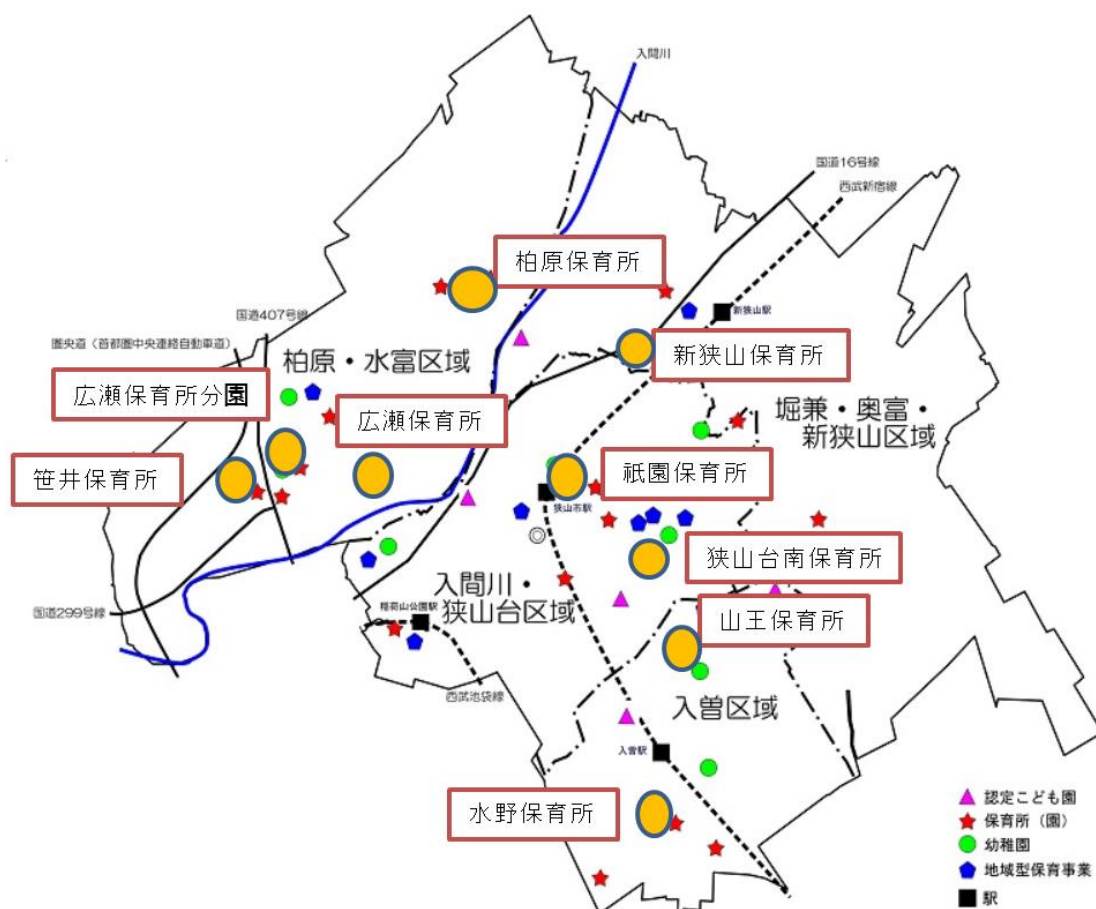 入間川
国道16号線
西武新宿線
柏原保育所
新狭山駅
国道407号線
圏央道（首都圏中央連絡自動車道）
柏原・水富区域
新狭山保育所
広瀬保育所分園
広瀬保育所
堀兼・奥富・
新狭山区域
笹井保育所
祇園保育所
狭山市駅
狭山台南保育所
入間川・
狭山台区域
国道299号線
稲荷山公園駅
山王保育所
西武池袋線
入曽区域
入曽駅
水野保育所
認定こども園
保育所（園）
幼稚園
地域型保育事業
駅